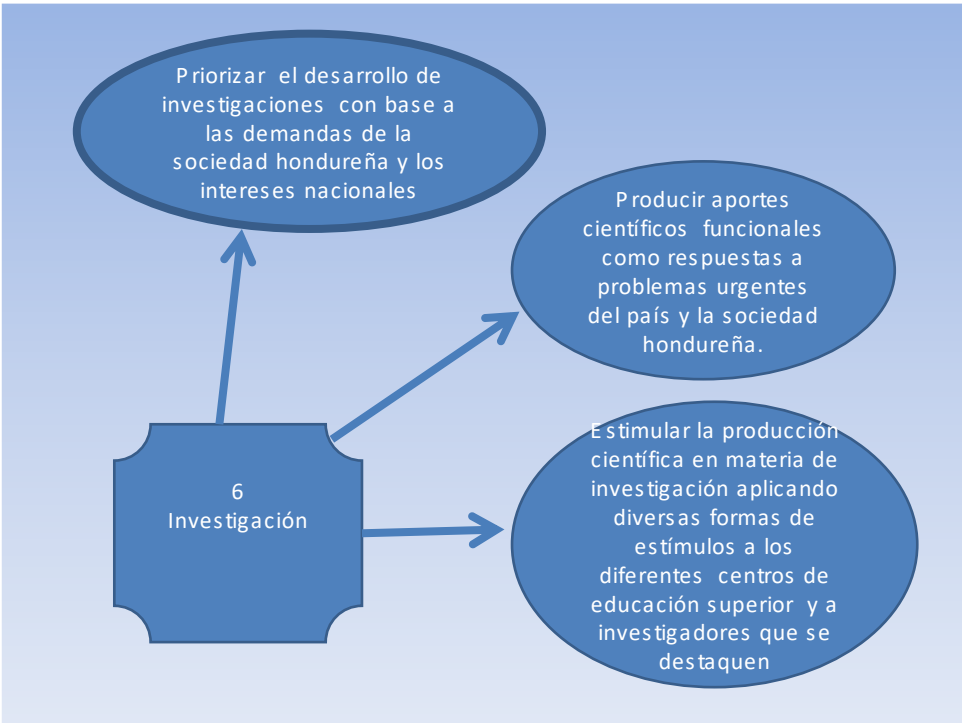 Priorizar el desarrollo de
investigaciones con base a
las demandas de la
sociedad hondureña y los
intereses nacionales
Producir aportes
científicos funcionales
como respuestas a
problemas urgentes
del país y la sociedad
hondureña.
Estimular la producción
científica en materia de
investigación aplicando
diversas formas de
estímulos a los
diferentes centros de
educación superior y a
investigadores que se
destaquen
6
Investigación